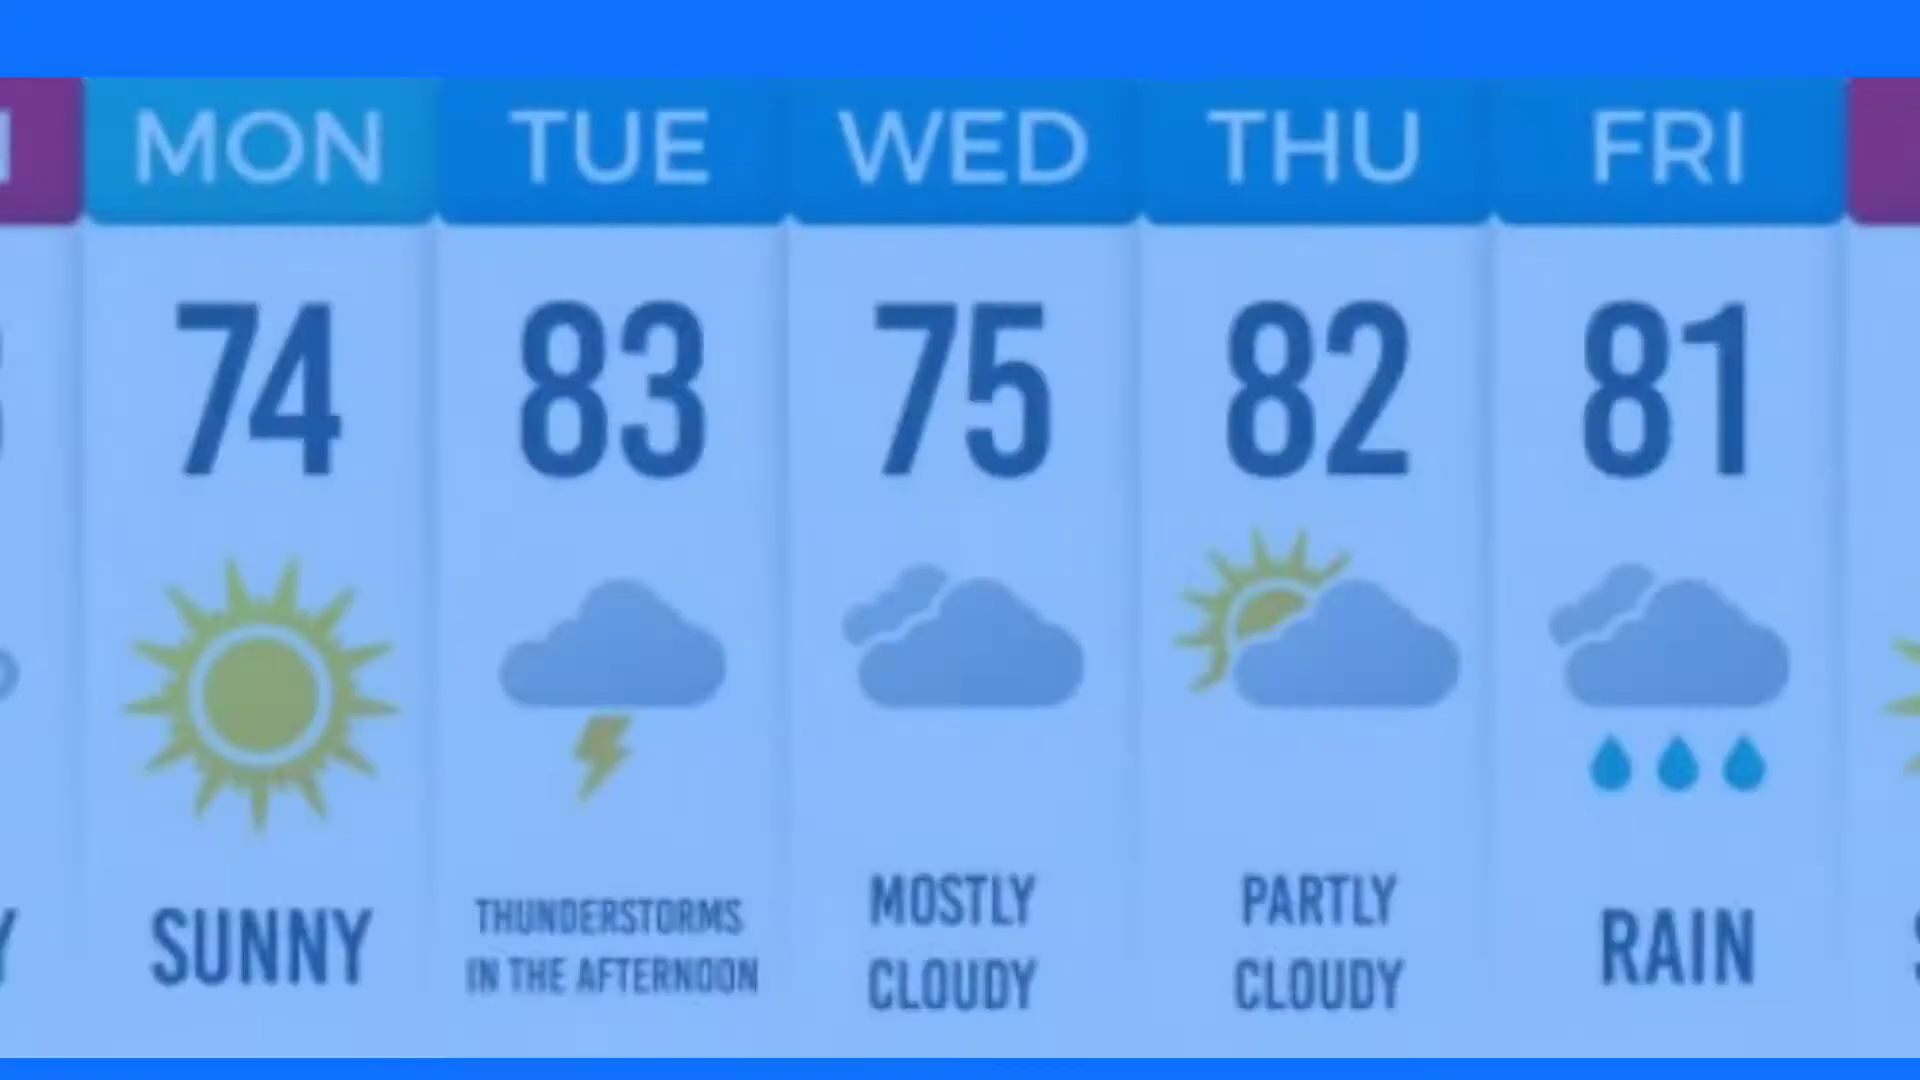 MON TUE WED THU FRI
74 83 75 82 81
SUNNY
THUNDERSTORMS
IN THE AFTERNOON
MOSTLY
CLOUDY
PARTLY
CLOUDY
RAIN